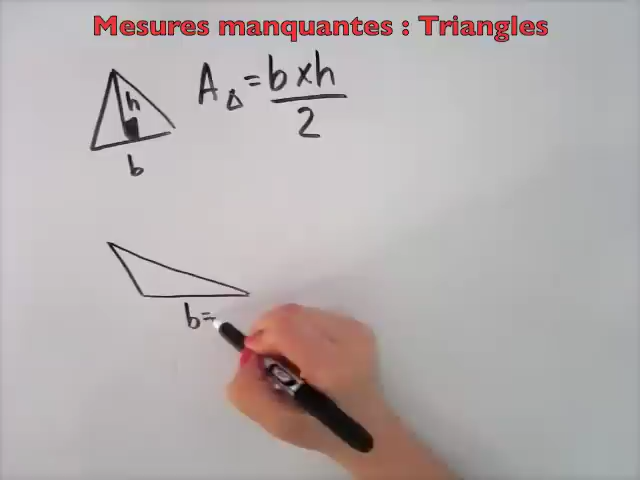 Mesures manquantes : Triangles
h
b
A△ = b x h
2
b=